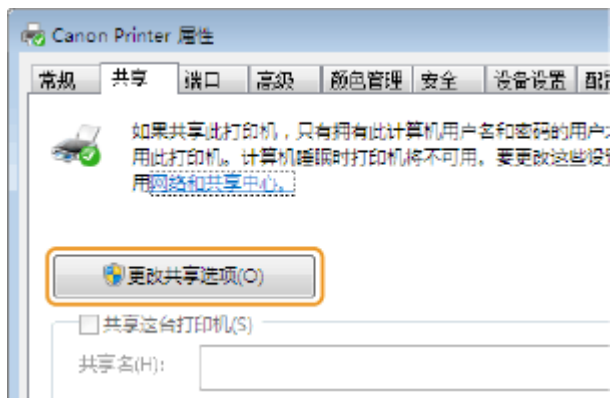 Canon Printer 属性
常规 共享 端口 高级 颜色管理 安全 设备设置 配
如果共享此打印机，只有拥有此计算机用户名和密码的用户
用此打印机。计算机睡眠时打印机将不可用。要更改这些设
用网络和共享中心。
更改共享选项(O)
共享这台打印机(S)
共享名(H):